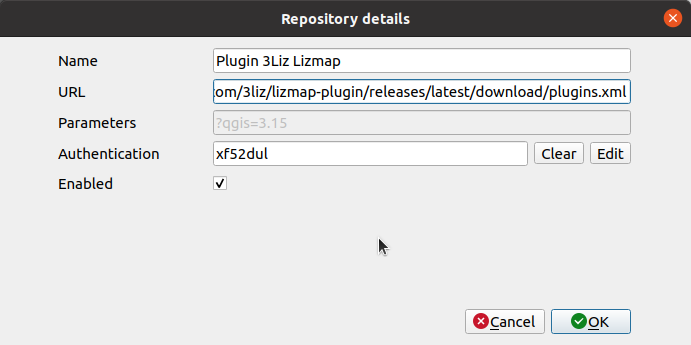 Repository details
Name Plugin 3Liz Lizmap
URL com/3liz/lizmap-plugin/releases/latest/download/plugins.xml
Parameters ?qgis=3.15
Authentication xf52dul Clear Edit
Enabled
Cancel OK